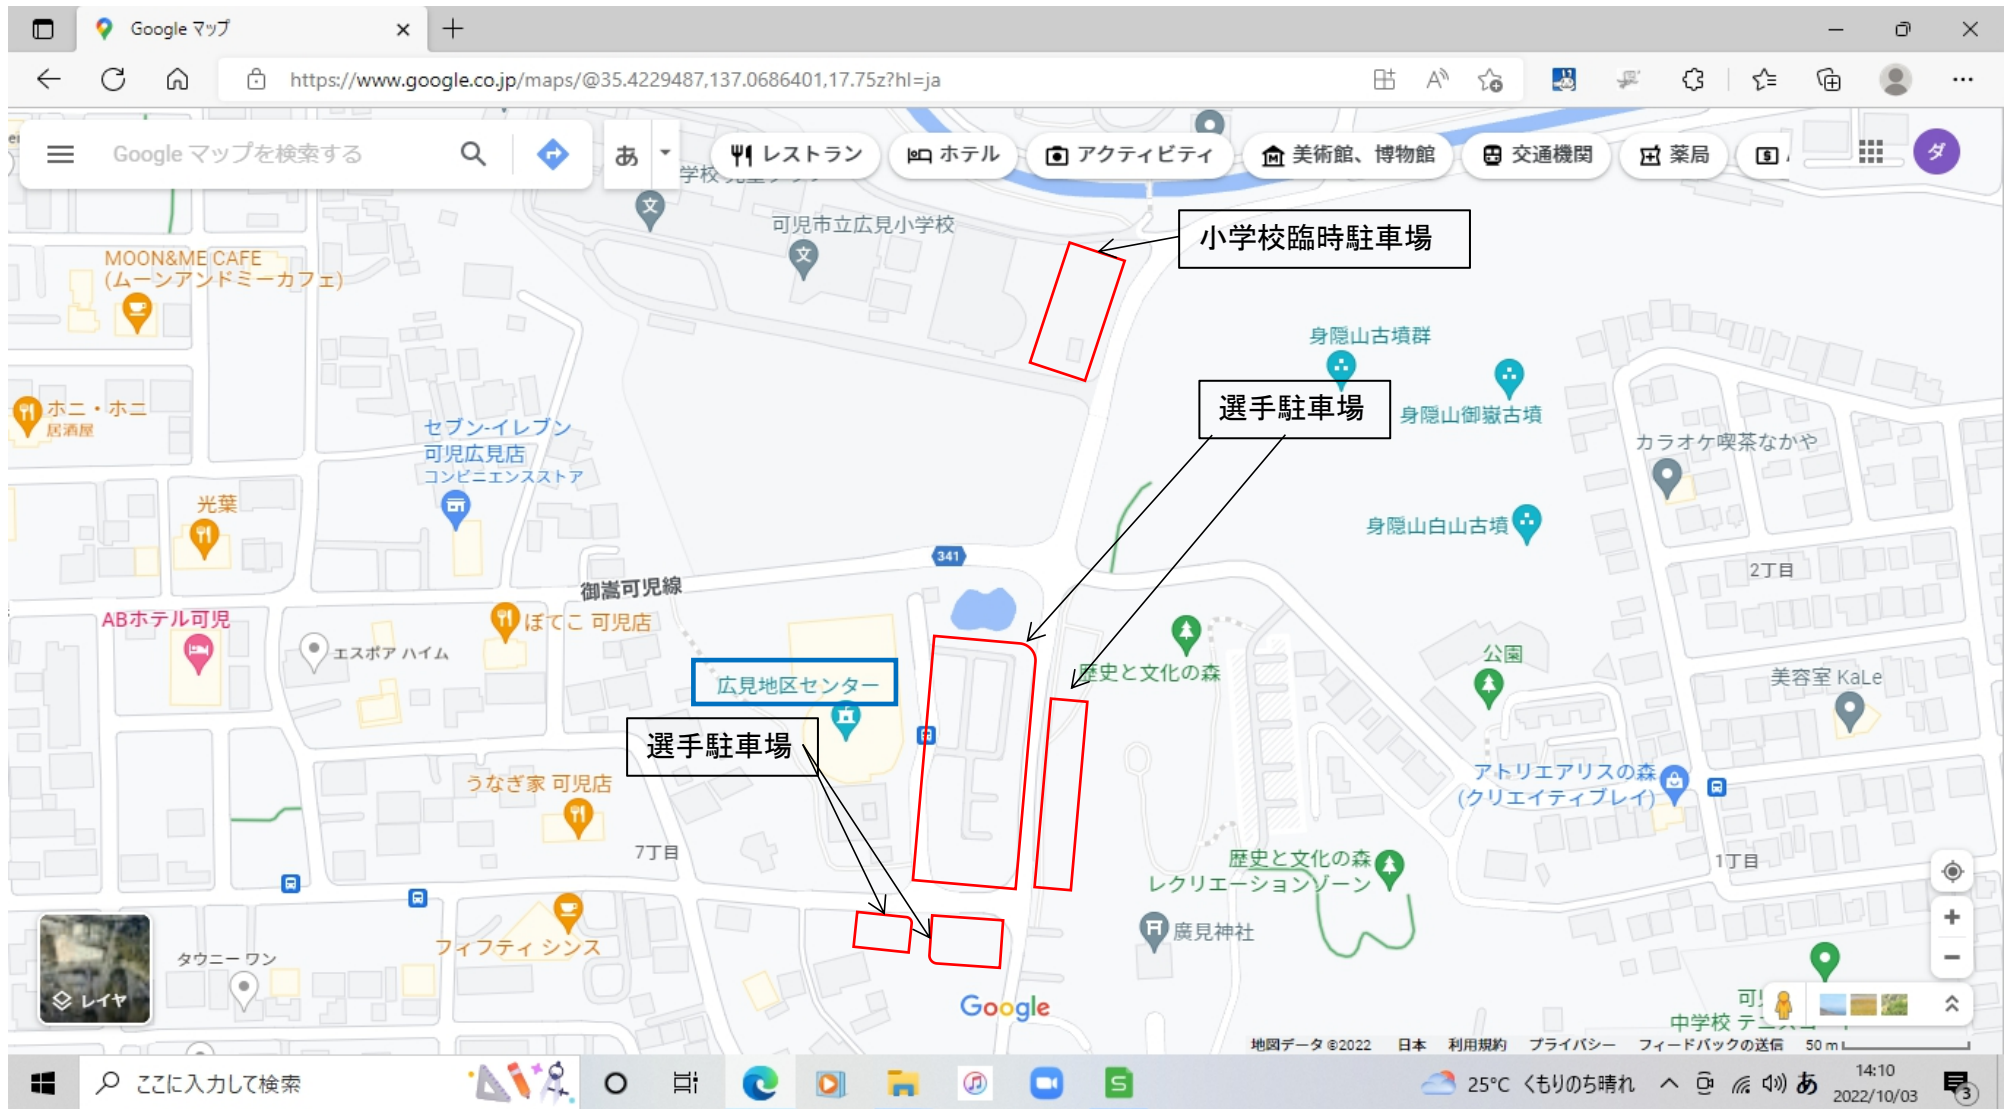 Google マップ
https://www.google.co.jp/maps/@35.4229487,137.0686401,17.75z?hl=ja
Google マップを検索する
あ
レストラン
ホテル
アクティビティ
美術館、博物館
交通機関
薬局
ダ
可児市立広見小学校
小学校臨時駐車場
MOON&ME CAFE
(ムーンアンドミーカフェ)
身隠山古墳群
選手駐車場
身隠山御嶽古墳
ホニ・ホニ
居酒屋
セブン-イレブン
可児広見店
コンビニエンスストア
カラオケ喫茶なかや
光葉
身隠山白山古墳
341
2丁目
御嵩可児線
ABホテル可児
ぼてこ 可児店
エスポア ハイム
公園
歴史と文化の森
広見地区センター
美容室 KaLe
選手駐車場
うなぎ家 可児店
アトリエアリスの森
(クリエイティブレイ)
7丁目
歴史と文化の森
レクリエーションゾーン
1丁目
廣見神社
フィフティ シンス
タウニー ワン
レイヤ
Google
中学校 テニスコート
地図データ ©2022 日本 利用規約 プライバシー フィードバックの送信 50 m
ここに入力して検索
25°C くもりのち晴れ
あ
14:10
2022/10/03
3